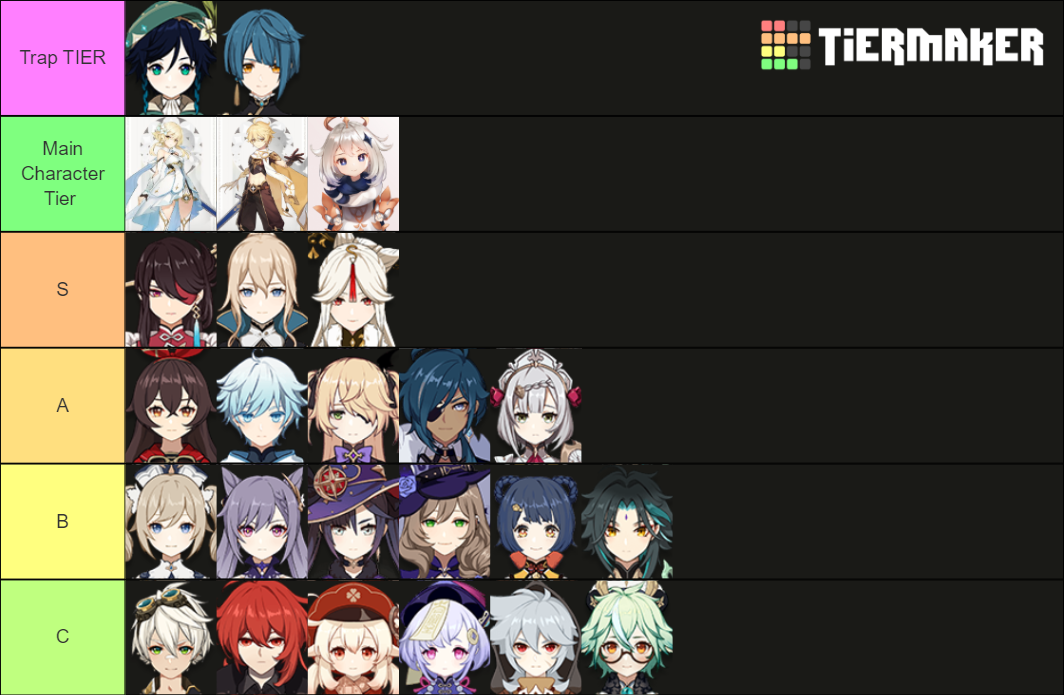 Trap TIER
TiERMAKER
Main
Character
Tier
S
A
B
C